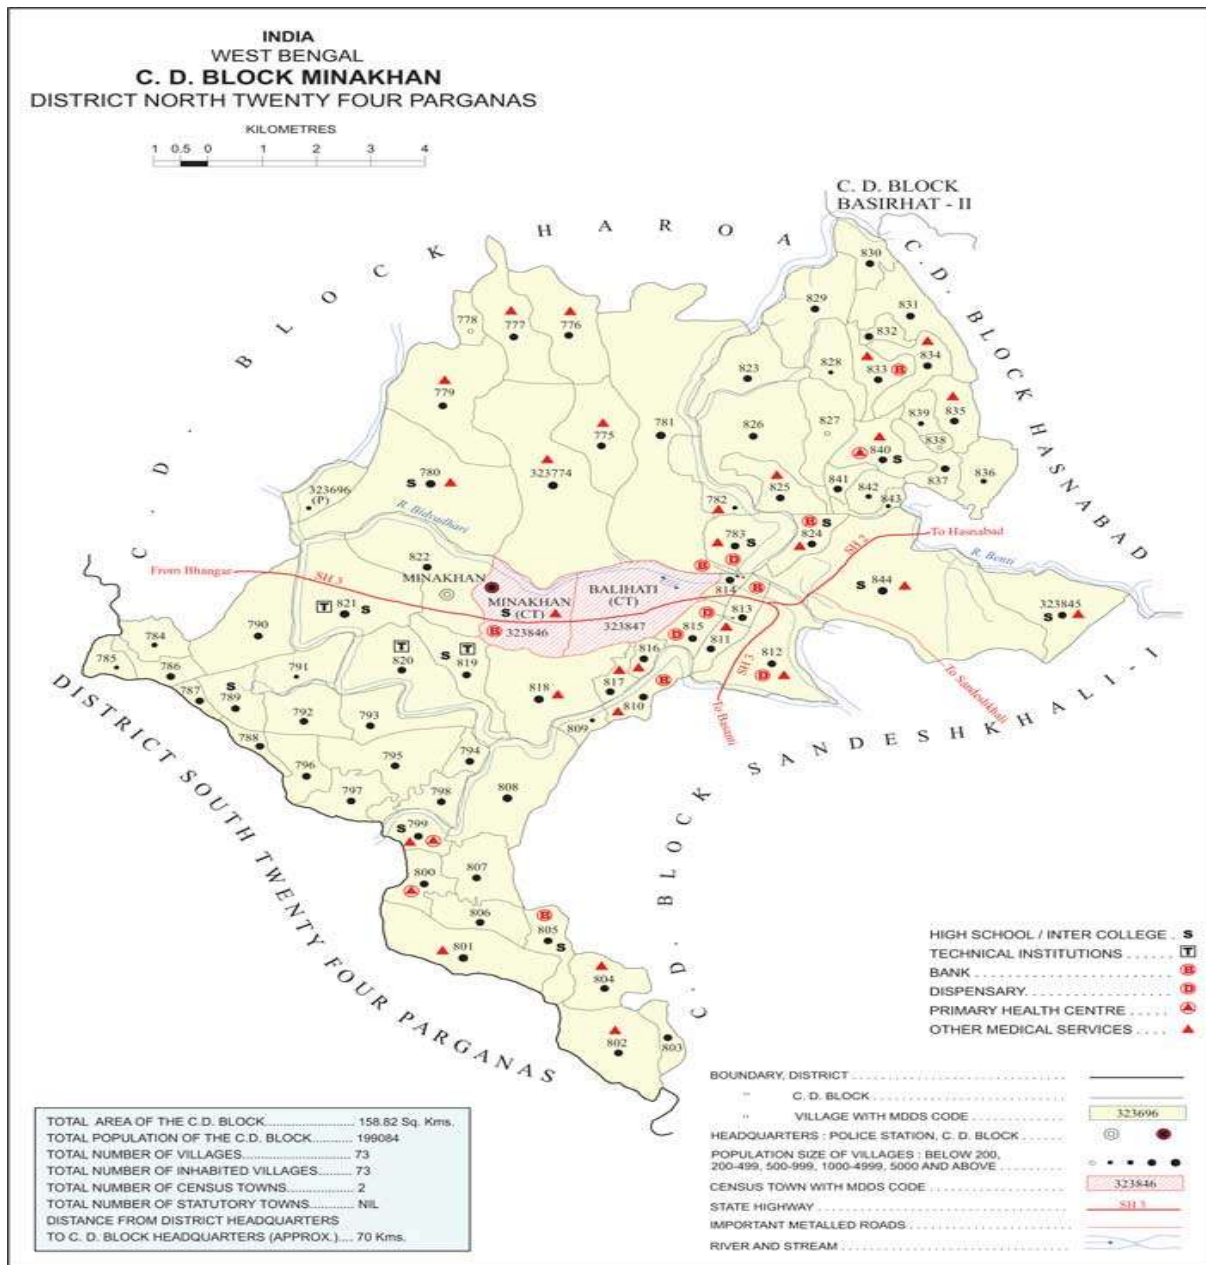 INDIA
WEST BENGAL
C. D. BLOCK MINAKHAN
DISTRICT NORTH TWENTY FOUR PARGANAS
KILOMETRES
1 0.5 0 1 2 3 4
C. D. BLOCK
BASIRHAT - II
C. D. BLOCK HAROA
C. D. BLOCK HASNABAD
830
829
831
832
778
777
776
834
833
823
828
779
839
835
775
781
826
827
838
840
780
323774
837
836
323696
(P)
825
841
842
782
843
R. Bidyadhari
783
824
To Hasnabad
SH 2
R. Benti
822
From Bhangar
SH 3
MINAKHAN
BALIHATI
(CT)
814
844
MINAKHAN
(CT)
821
323846
323847
813
323845
790
815
811
784
816
785
786
791
820
819
812
SH 3
817
818
787
789
810
To Basanti
To Sandeshkhali
792
793
809
788
794
795
796
808
797
798
799
800
807
806
805
801
804
802
803
DISTRICT SOUTH TWENTY FOUR PARGANAS
C. D. BLOCK SANDESHKHALI - I
HIGH SCHOOL / INTER COLLEGE . S
TECHNICAL INSTITUTIONS . . . . . . T
BANK . . . . . . . . . . . . . . . . . . . . . . B
DISPENSARY. . . . . . . . . . . . . . . . . D
PRIMARY HEALTH CENTRE . . . . .
OTHER MEDICAL SERVICES . . . .
BOUNDARY, DISTRICT
" C. D. BLOCK
" VILLAGE WITH MDDS CODE 323696
HEADQUARTERS : POLICE STATION, C. D. BLOCK
POPULATION SIZE OF VILLAGES : BELOW 200,
200-499, 500-999, 1000-4999, 5000 AND ABOVE
CENSUS TOWN WITH MDDS CODE 323846
STATE HIGHWAY SH 3
IMPORTANT METALLED ROADS
RIVER AND STREAM
TOTAL AREA OF THE C.D. BLOCK........................ 158.82 Sq. Kms.
TOTAL POPULATION OF THE C.D. BLOCK........... 199084
TOTAL NUMBER OF VILLAGES............................. 73
TOTAL NUMBER OF INHABITED VILLAGES......... 73
TOTAL NUMBER OF CENSUS TOWNS.................. 2
TOTAL NUMBER OF STATUTORY TOWNS............ NIL
DISTANCE FROM DISTRICT HEADQUARTERS
TO C. D. BLOCK HEADQUARTERS (APPROX.).... 70 Kms.